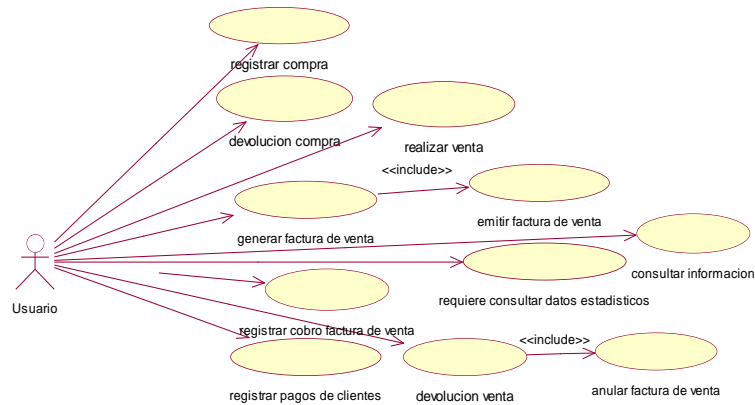 registrar compra
devolucion compra
realizar venta
<<include>>
generar factura de venta
emitir factura de venta
consultar informacion
Usuario
requiere consultar datos estadisticos
registrar cobro factura de venta
<<include>>
registrar pagos de clientes
devolucion venta
anular factura de venta